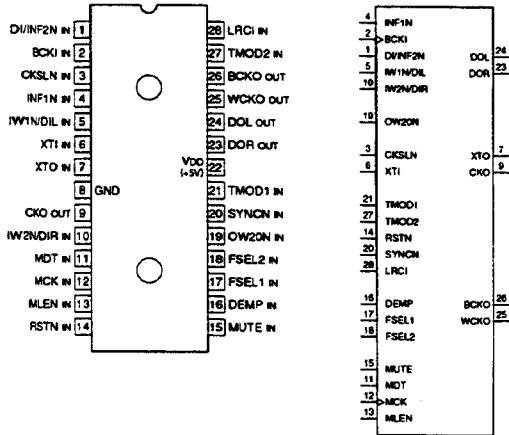 DI/INF2N IN 1
BCKI IN 2
CKSLN IN 3
INF1N IN 4
IW1N/DIL IN 5
XTI IN 6
XTO IN 7
8 GND
CKO OUT 9
IW2N/DIR IN 10
MDT IN 11
MCK IN 12
MLEN IN 13
RSTN IN 14
28 LRCI IN
27 TMOD2 IN
26 BCKO OUT
25 WCKO OUT
24 DOL OUT
23 DOR OUT
VDD 22
(+5V)
21 TMOD1 IN
20 SYNCN IN
19 OW20N IN
18 FSEL2 IN
17 FSEL1 IN
16 DEMP IN
15 MUTE IN
4 INF1N
2 BCKI
1 DI/INF2N
5 IW1N/DIL
10 IW2N/DIR
19 OW20N
3 CKSLN
6 XTI
21 TMOD1
27 TMOD2
14 RSTN
20 SYNCN
28 LRCI
16 DEMP
17 FSEL1
18 FSEL2
15 MUTE
11 MDT
12 MCK
13 MLEN
DOL 24
DOR 23
XTO 7
CKO 9
BCKO 26
WCKO 25